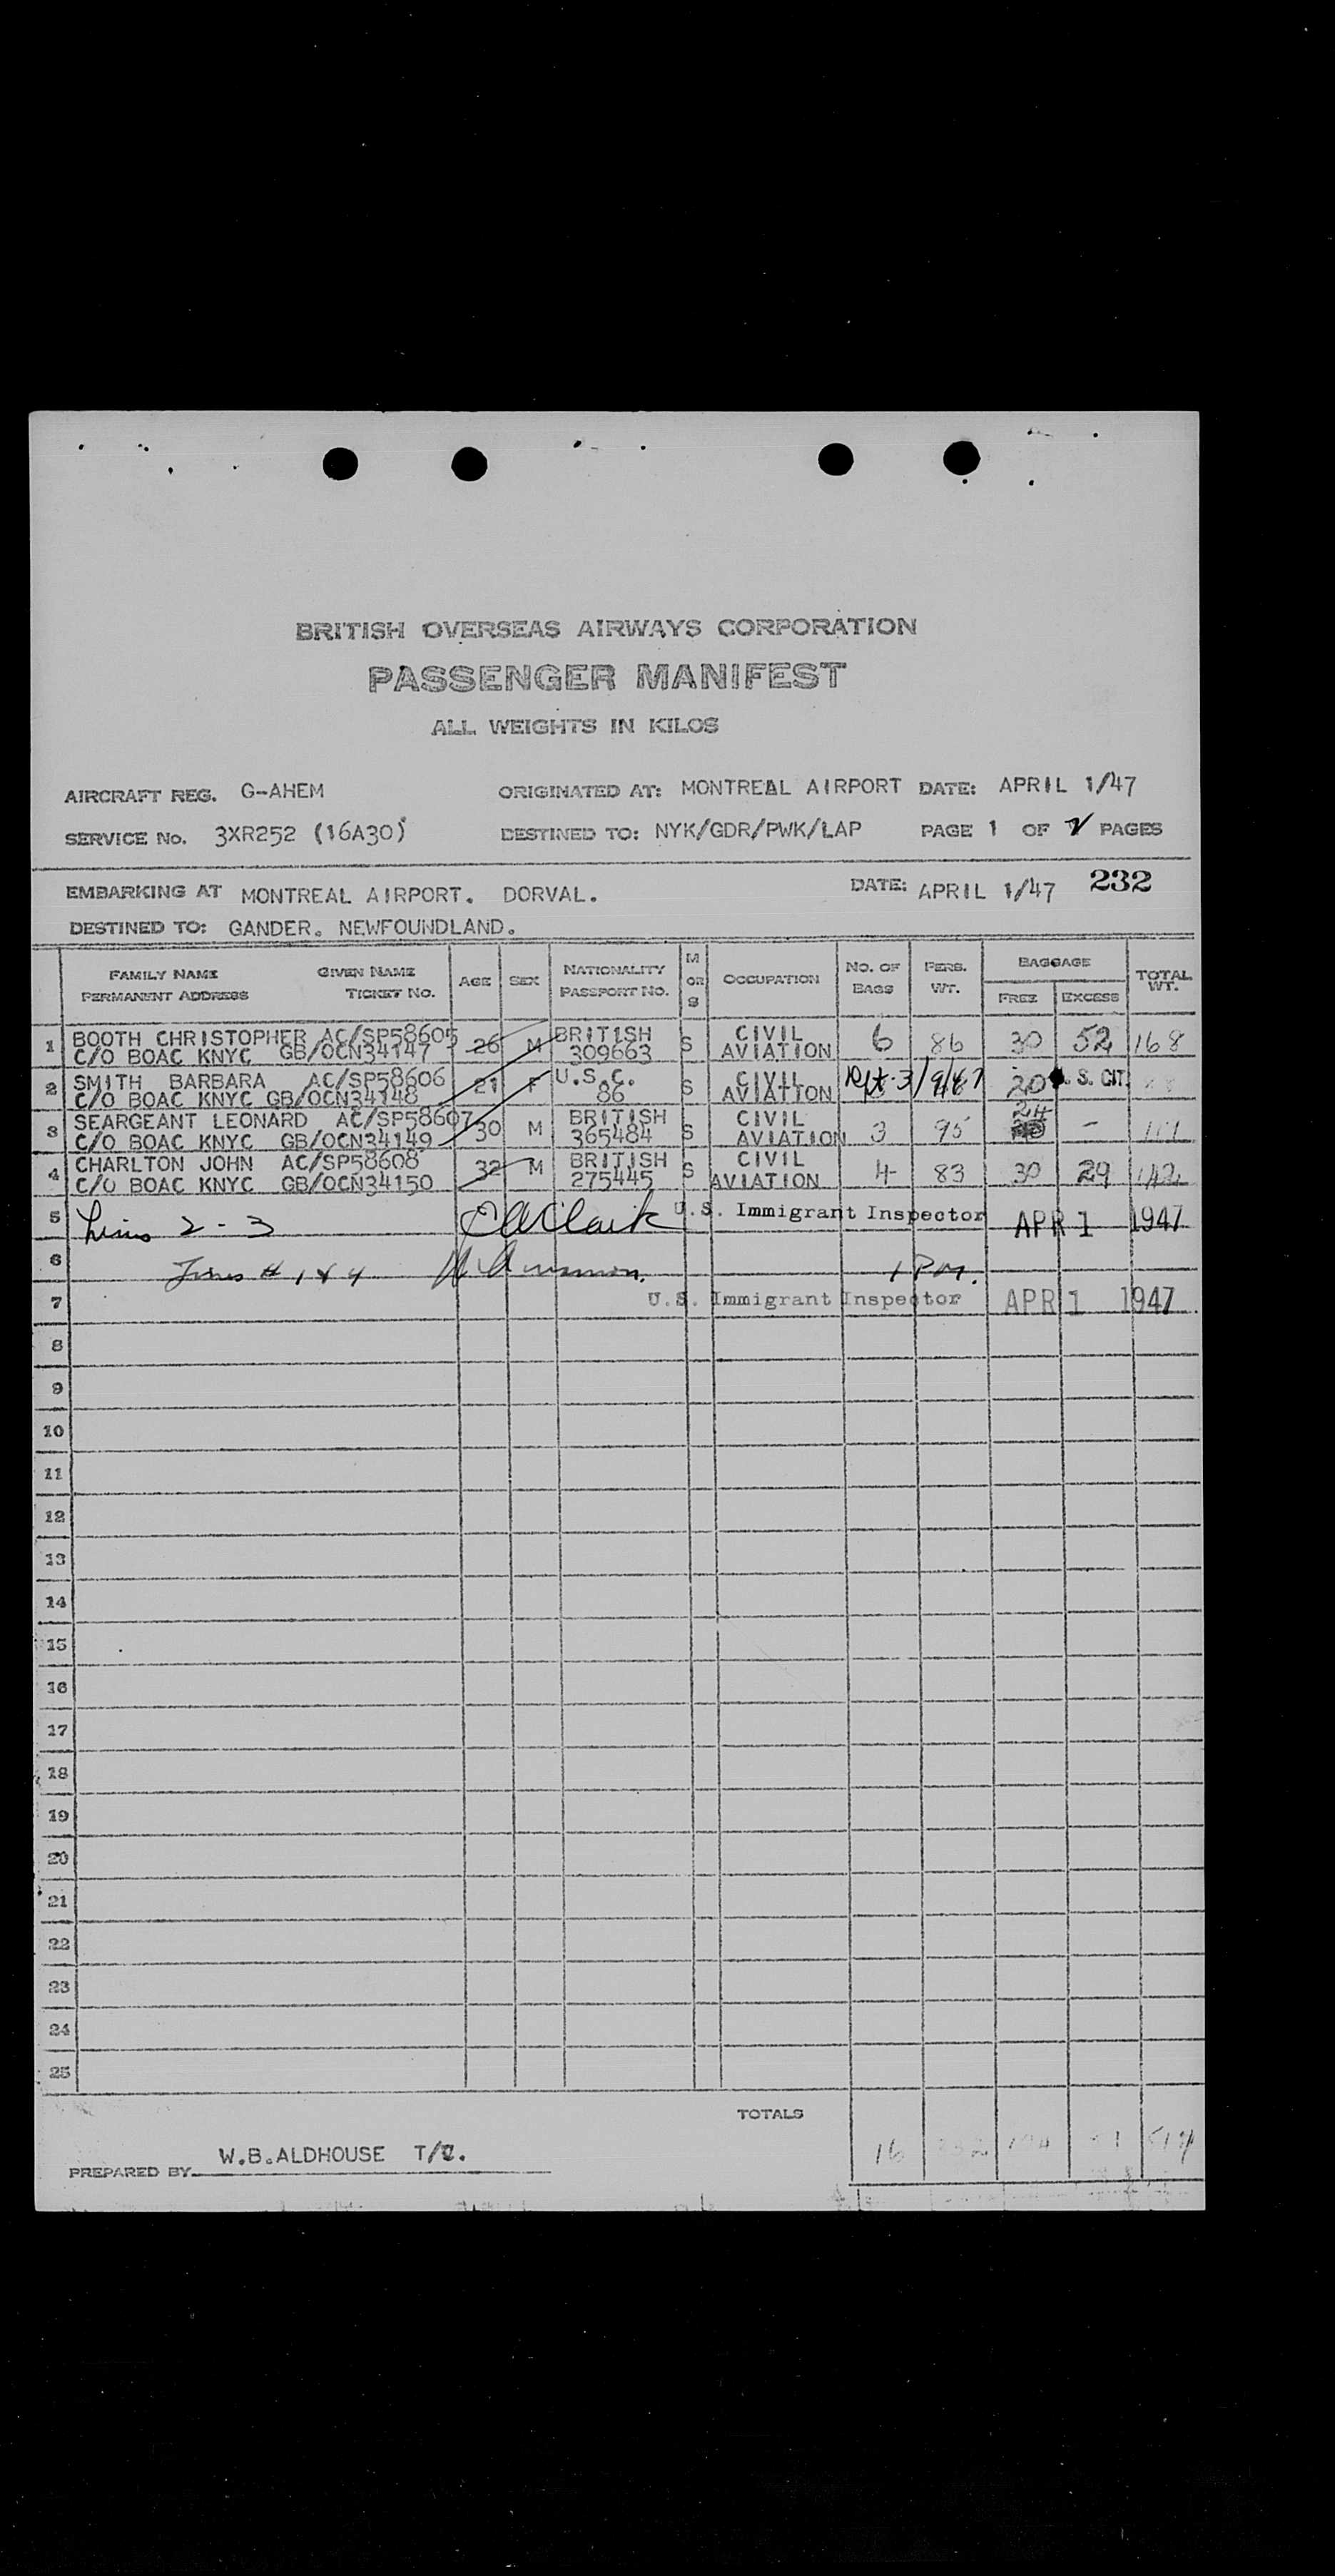 BRITISH OVERSEAS AIRWAYS CORPORATION
PASSENGER MANIFEST
ALL WEIGHTS IN KILOS
AIRCRAFT REG. G-AHEM ORIGINATED AT: MONTREAL AIRPORT DATE: APRIL 1/47
SERVICE No. 3XR252 (16A30) DESTINED TO: NYK/GDR/PWK/LAP PAGE 1 OF 2 PAGES
EMBARKING AT MONTREAL AIRPORT. DORVAL. DATE: APRIL 1/47 232
DESTINED TO: GANDER. NEWFOUNDLAND.
FAMILY NAME GIVEN NAME AGE SEX NATIONALITY M OR S OCCUPATION NO. OF BAGS PERS. WT. BAGGAGE TOTAL WT.
PERMANENT ADDRESS TICKET NO. PASSPORT NO. FREE EXCESS
1 BOOTH CHRISTOPHER AC/SP58605 26 M BRITISH S CIVIL 6 86 30 52 168
C/O BOAC KNYC GB/OCN34147 309663 AVIATION
2 SMITH BARBARA AC/SP58606 21 F U.S.C. S CIVIL 20 S. CIT.
C/O BOAC KNYC GB/OCN34148 86 AVIATION
3 SEARGEANT LEONARD AC/SP58607 30 M BRITISH S CIVIL 3 95 24 -
C/O BOAC KNYC GB/OCN34149 365484 AVIATION
4 CHARLTON JOHN AC/SP58608 32 M BRITISH S CIVIL 4 83 30 29 142
C/O BOAC KNYC GB/OCN34150 275445 AVIATION
5 Lines 2 - 3 U.S. Immigrant Inspector APR 1 1947
6 Lines # 1 & 4 1 PM.
7 U.S. Immigrant Inspector APR 1 1947
8
9
10
11
12
13
14
15
16
17
18
19
20
21
22
23
24
25
TOTALS
16
PREPARED BY W.B.ALDHOUSE